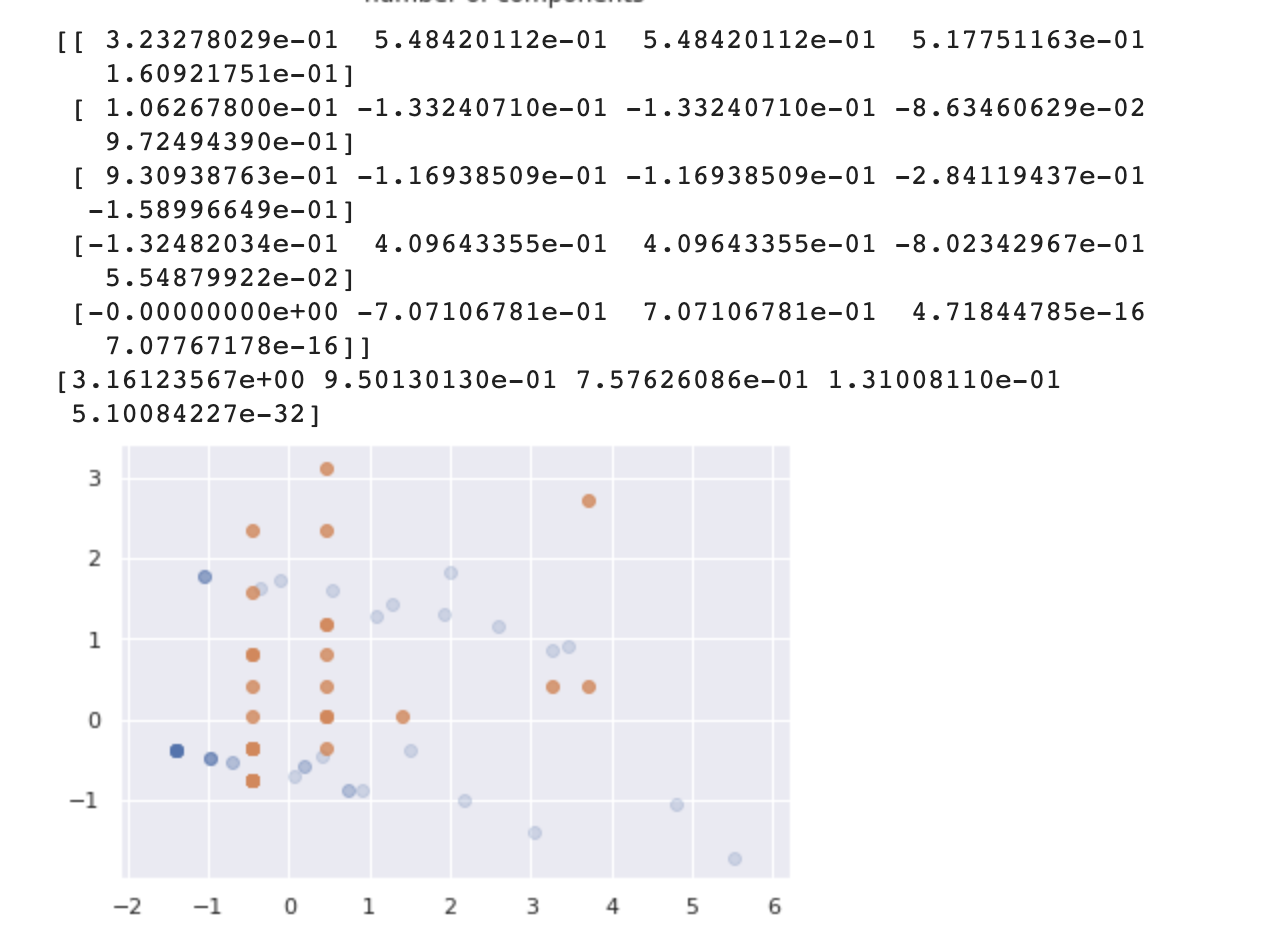 number of components
[[ 3.23278029e-01  5.48420112e-01  5.48420112e-01  5.17751163e-01
   1.60921751e-01]
 [ 1.06267800e-01 -1.33240710e-01 -1.33240710e-01 -8.63460629e-02
   9.72494390e-01]
 [ 9.30938763e-01 -1.16938509e-01 -1.16938509e-01 -2.84119437e-01
  -1.58996649e-01]
 [-1.32482034e-01  4.09643355e-01  4.09643355e-01 -8.02342967e-01
   5.54879922e-02]
 [-0.00000000e+00 -7.07106781e-01  7.07106781e-01  4.71844785e-16
   7.07767178e-16]]
[3.16123567e+00 9.50130130e-01 7.57626086e-01 1.31008110e-01
 5.10084227e-32]
3
2
1
0
−1
−2 −1 0 1 2 3 4 5 6